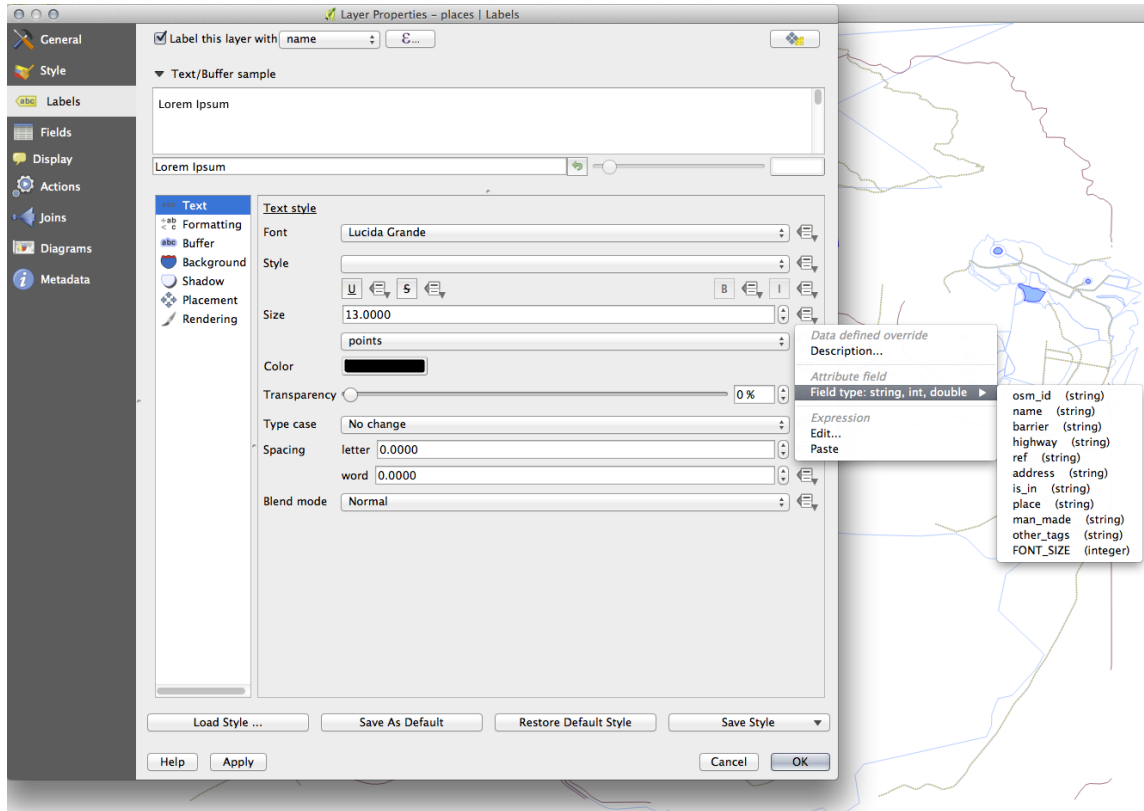 Layer Properties - places | Labels
General
Style
abc Labels
Fields
Display
Actions
Joins
Diagrams
Metadata
Label this layer with name ε...
Text/Buffer sample
Lorem Ipsum
Lorem Ipsum
Text
Formatting
abc Buffer
Background
Shadow
Placement
Rendering
Text style
Font Lucida Grande
Style
U S B I
Size 13.0000
points
Color
Transparency 0 %
Type case No change
Spacing letter 0.0000
word 0.0000
Blend mode Normal
Data defined override
Description...
Attribute field
Field type: string, int, double
Expression
Edit...
Paste
osm_id (string)
name (string)
barrier (string)
highway (string)
ref (string)
address (string)
is_in (string)
place (string)
man_made (string)
other_tags (string)
FONT_SIZE (integer)
Load Style ... Save As Default Restore Default Style Save Style
Help Apply Cancel OK